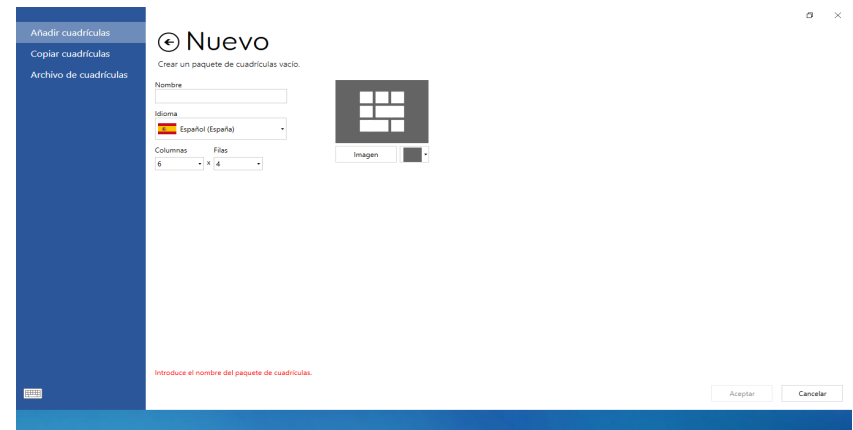 Añadir cuadrículas
Copiar cuadrículas
Archivo de cuadrículas
Nuevo
Crear un paquete de cuadrículas vacío.
Nombre
Idioma
Español (España)
Columnas Filas
6 x 4
Imagen
Introduce el nombre del paquete de cuadrículas.
Aceptar Cancelar